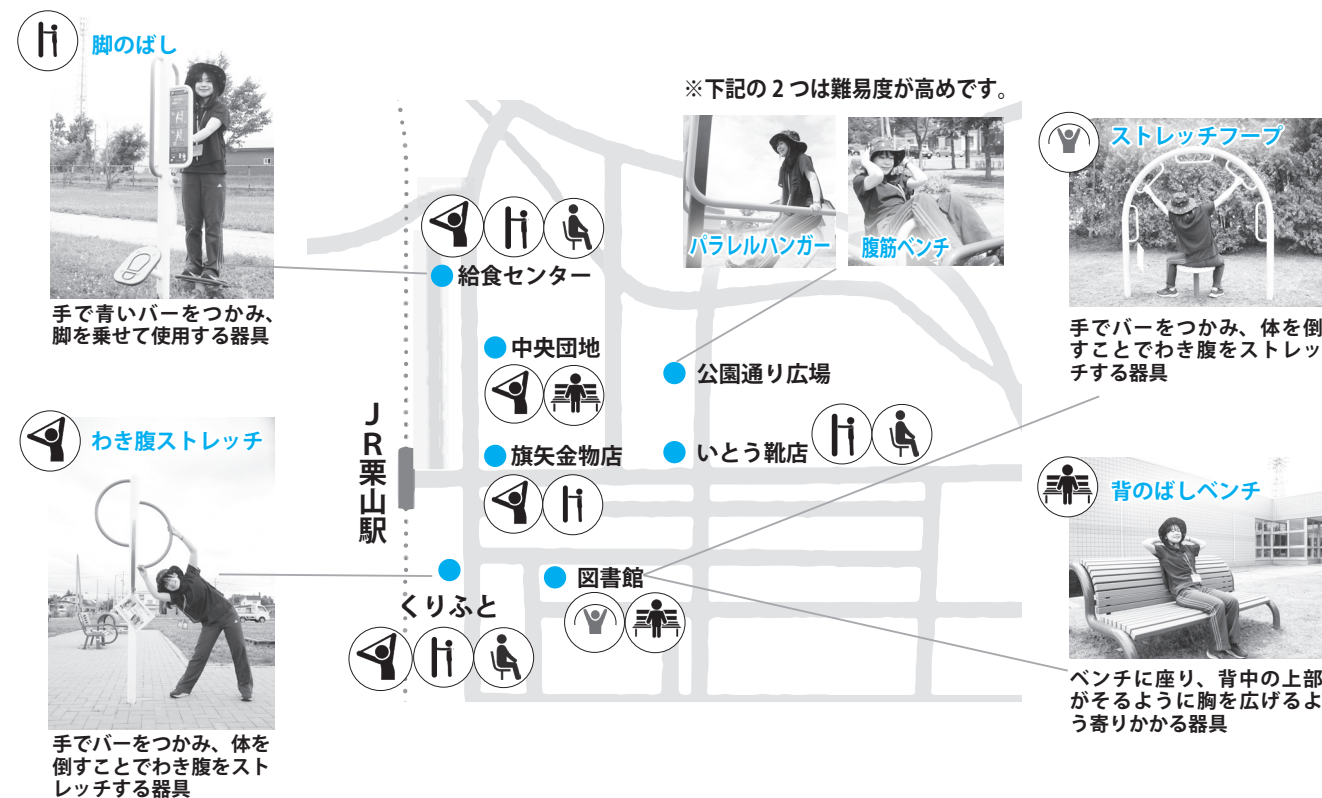 脚のばし
手で青いバーをつかみ、
脚を乗せて使用する器具
わき腹ストレッチ
手でバーをつかみ、体を
倒すことでわき腹をスト
レッチする器具
※下記の2つは難易度が高めです。
パラレルハンガー
腹筋ベンチ
給食センター
中央団地
公園通り広場
旗矢金物店
いとう靴店
JR栗山駅
くりふと
図書館
ストレッチフープ
手でバーをつかみ、体を倒
すことでわき腹をストレッ
チする器具
背のばしベンチ
ベンチに座り、背中の上部
がそるように胸を広げるよ
う寄りかかる器具